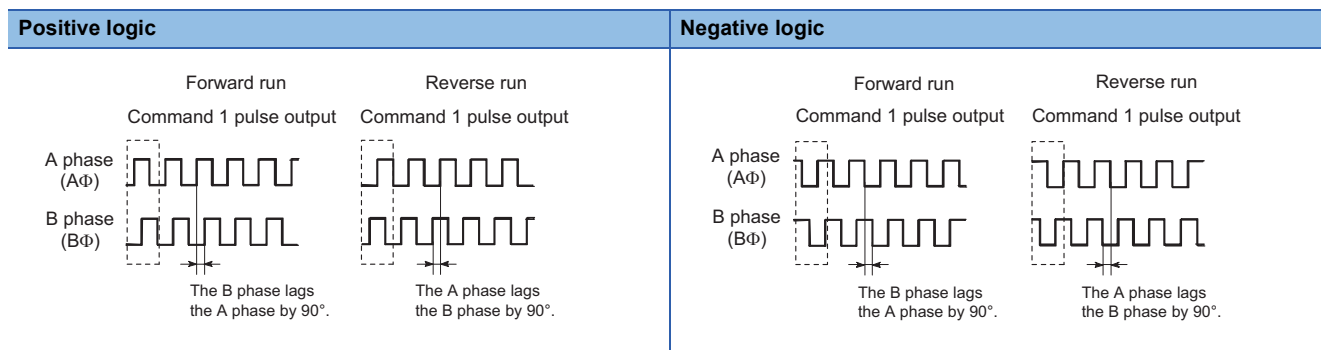 Positive logic
Forward run
Command 1 pulse output
Reverse run
Command 1 pulse output
A phase
(AΦ)
B phase
(BΦ)
The B phase lags
the A phase by 90°.
The A phase lags
the B phase by 90°.
Negative logic
Forward run
Command 1 pulse output
Reverse run
Command 1 pulse output
A phase
(AΦ)
B phase
(BΦ)
The B phase lags
the A phase by 90°.
The A phase lags
the B phase by 90°.